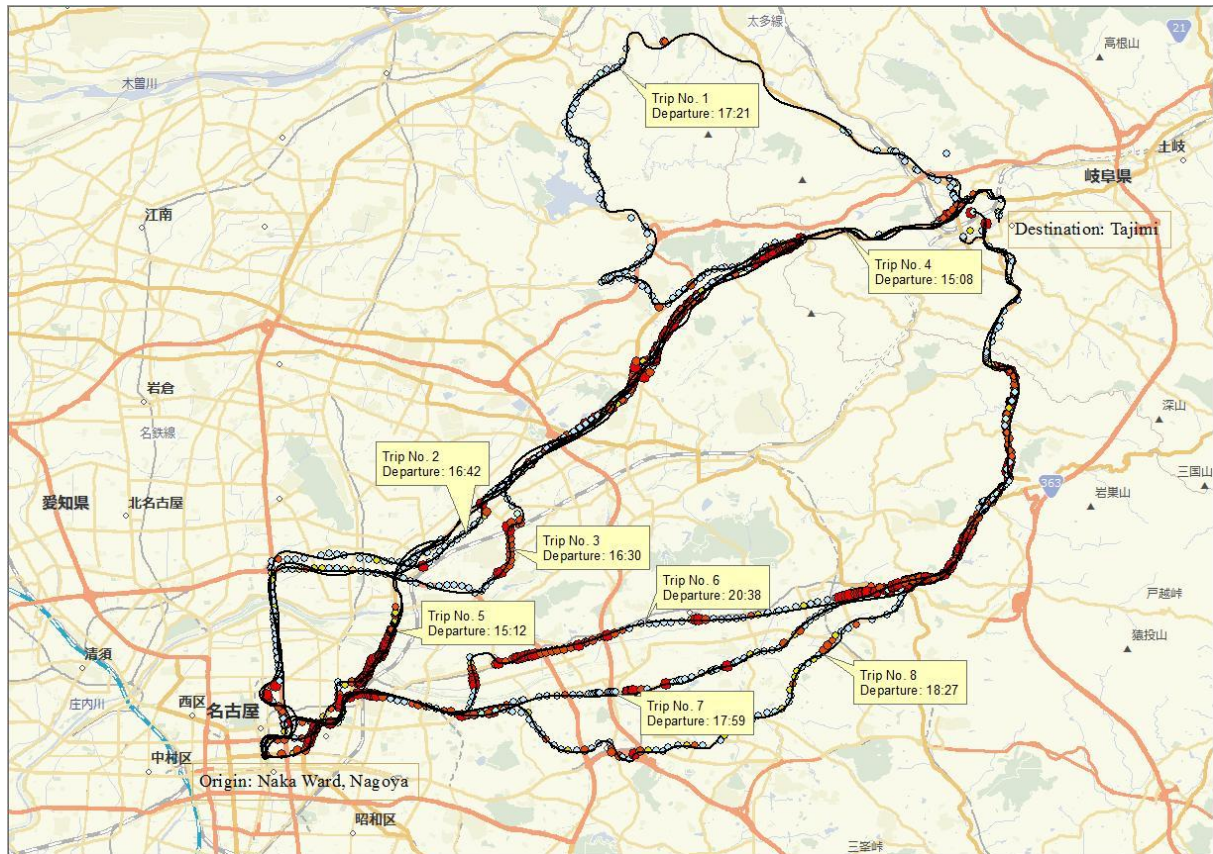 太多線
21
高根山
木曽川
Trip No. 1
Departure: 17:21
土岐
岐阜県
江南
Destination: Tajimi
Trip No. 4
Departure: 15:08
岩倉
名鉄線
深山
Trip No. 2
Departure: 16:42
三国山
363
岩巣山
愛知県
北名古屋
Trip No. 3
Departure: 16:30
Trip No. 6
Departure: 20:38
戸越峠
Trip No. 5
Departure: 15:12
猿投山
清須
Trip No. 8
Departure: 18:27
西区
庄内川
名古屋
Trip No. 7
Departure: 17:59
中村区
Origin: Naka Ward, Nagoya
昭和区
三峯峠